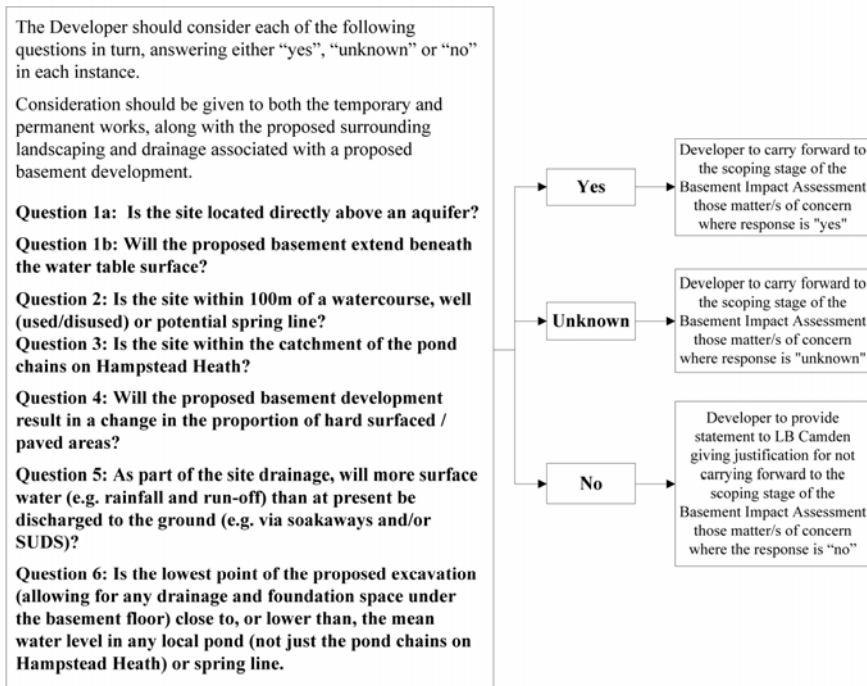 The Developer should consider each of the following
questions in turn, answering either “yes”, “unknown” or “no”
in each instance.
Consideration should be given to both the temporary and
permanent works, along with the proposed surrounding
landscaping and drainage associated with a proposed
basement development.
Question 1a: Is the site located directly above an aquifer?
Question 1b: Will the proposed basement extend beneath
the water table surface?
Question 2: Is the site within 100m of a watercourse, well
(used/disused) or potential spring line?
Question 3: Is the site within the catchment of the pond
chains on Hampstead Heath?
Question 4: Will the proposed basement development
result in a change in the proportion of hard surfaced /
paved areas?
Question 5: As part of the site drainage, will more surface
water (e.g. rainfall and run-off) than at present be
discharged to the ground (e.g. via soakaways and/or
SUDS)?
Question 6: Is the lowest point of the proposed excavation
(allowing for any drainage and foundation space under
the basement floor) close to, or lower than, the mean
water level in any local pond (not just the pond chains on
Hampstead Heath) or spring line.
Yes
Developer to carry forward to
the scoping stage of the
Basement Impact Assessment
those matter/s of concern
where response is "yes"
Unknown
Developer to carry forward to
the scoping stage of the
Basement Impact Assessment
those matter/s of concern
where response is "unknown"
No
Developer to provide
statement to LB Camden
giving justification for not
carrying forward to the
scoping stage of the
Basement Impact Assessment
those matter/s of concern
where the response is “no”